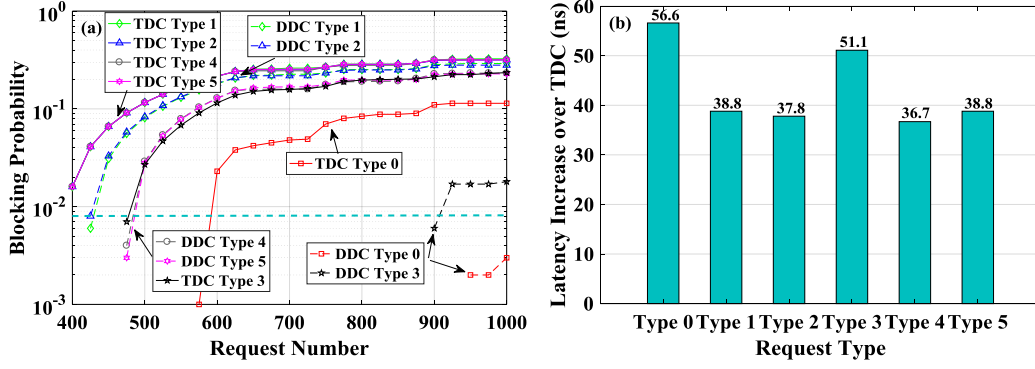 (a)
TDC Type 1
TDC Type 2
TDC Type 4
TDC Type 5
DDC Type 1
DDC Type 2
TDC Type 0
DDC Type 4
DDC Type 5
TDC Type 3
DDC Type 0
DDC Type 3
Blocking Probability
10^0
10^-1
10^-2
10^-3
400 500 600 700 800 900 1000
Request Number
(b)
Latency Increase over TDC (ns)
60
50
40
30
20
10
0
56.6
38.8
37.8
51.1
36.7
38.8
Type 0 Type 1 Type 2 Type 3 Type 4 Type 5
Request Type